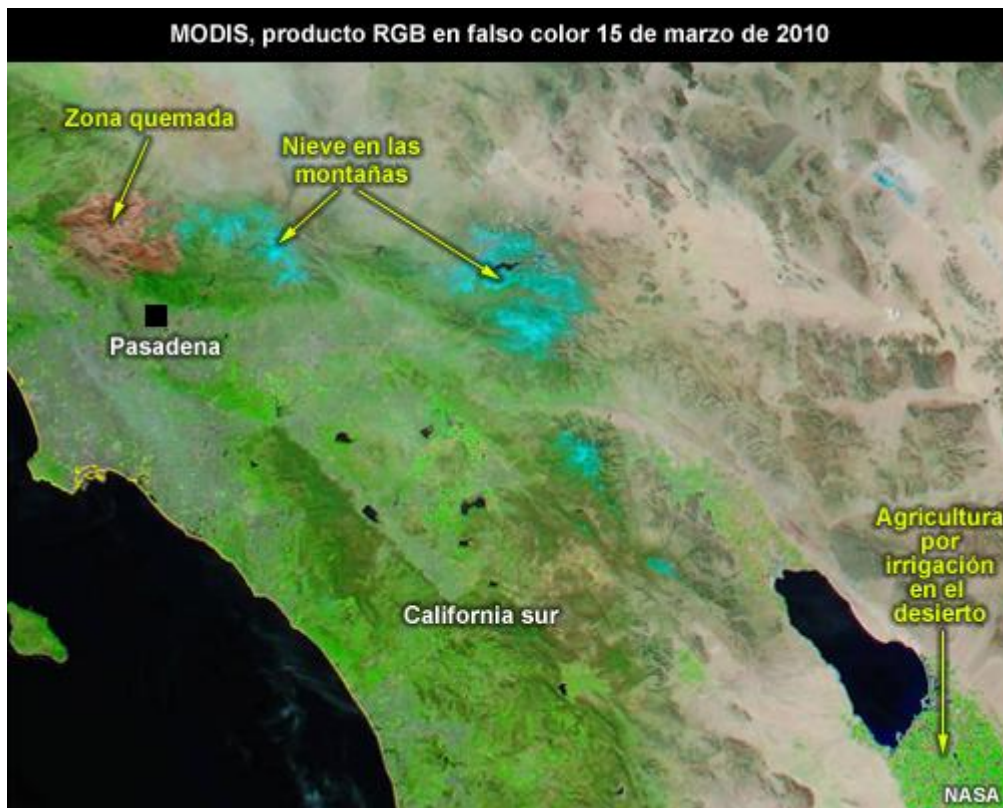 MODIS, producto RGB en falso color 15 de marzo de 2010
Zona quemada
Nieve en las
montañas
Pasadena
California sur
Agricultura
por
irrigación
en el
desierto
NASA